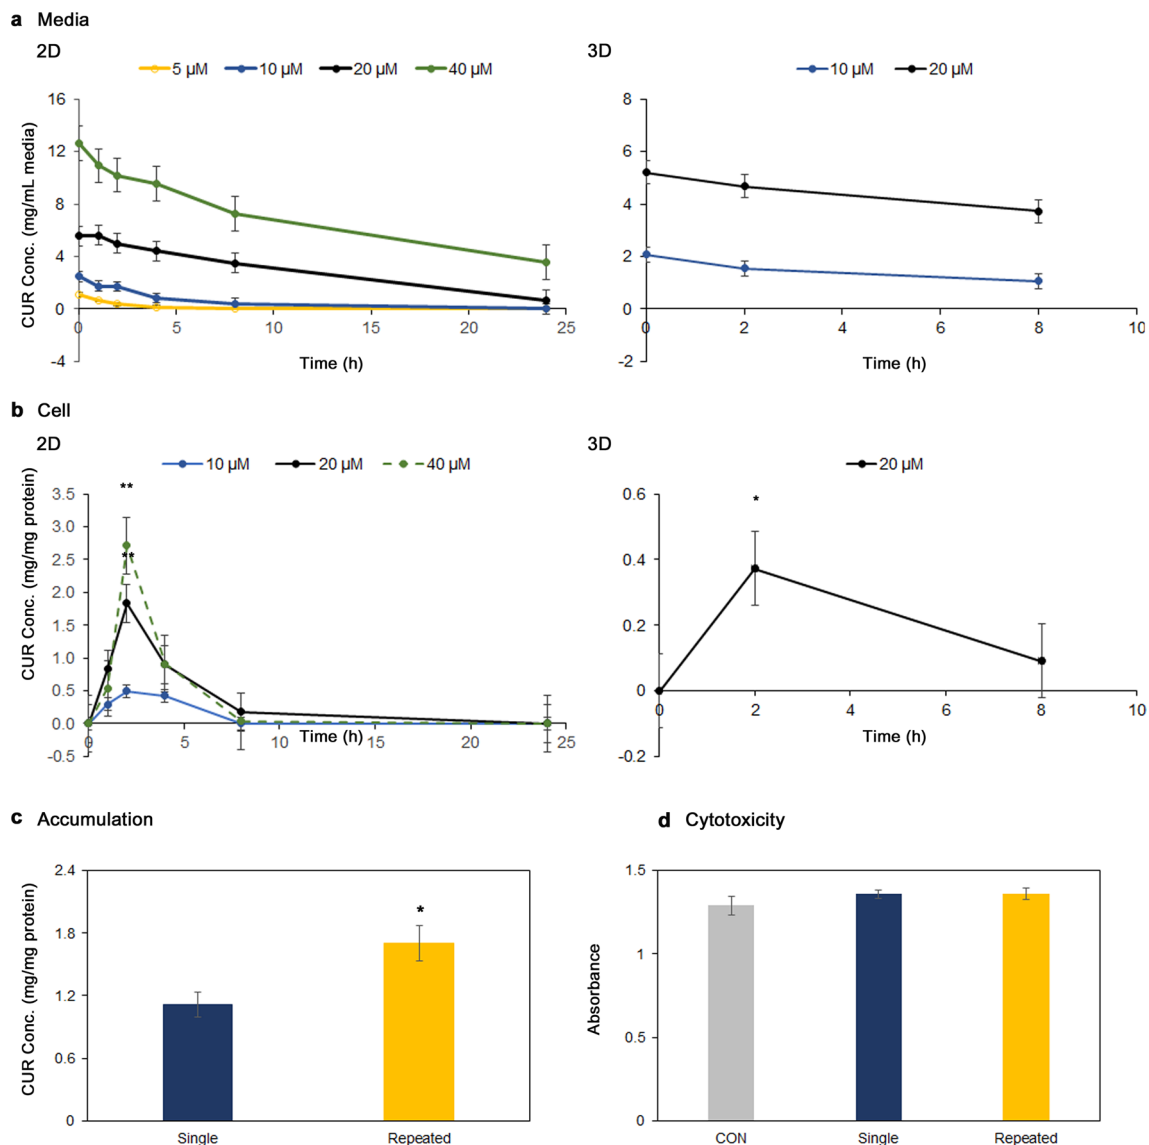 a Media
2D
5 µM 10 µM 20 µM 40 µM
CUR Conc. (mg/mL media)
16
12
8
4
0
-4
0 5 10 15 20 25
Time (h)
3D
10 µM 20 µM
8
6
4
2
0
-2
0 2 4 6 8 10
Time (h)
b Cell
2D
10 µM 20 µM 40 µM
CUR Conc. (mg/mg protein)
3.5
3.0
2.5
2.0
1.5
1.0
0.5
0.0
-0.5
**
**
0 5 10 15 20 25
Time (h)
3D
20 µM
0.6
0.4
0.2
0
-0.2
*
0 2 4 6 8 10
Time (h)
c Accumulation
CUR Conc. (mg/mg protein)
2.4
1.8
1.2
0.6
0
*
Single Repeated
d Cytotoxicity
Absorbance
1.5
1
0.5
0
CON Single Repeated